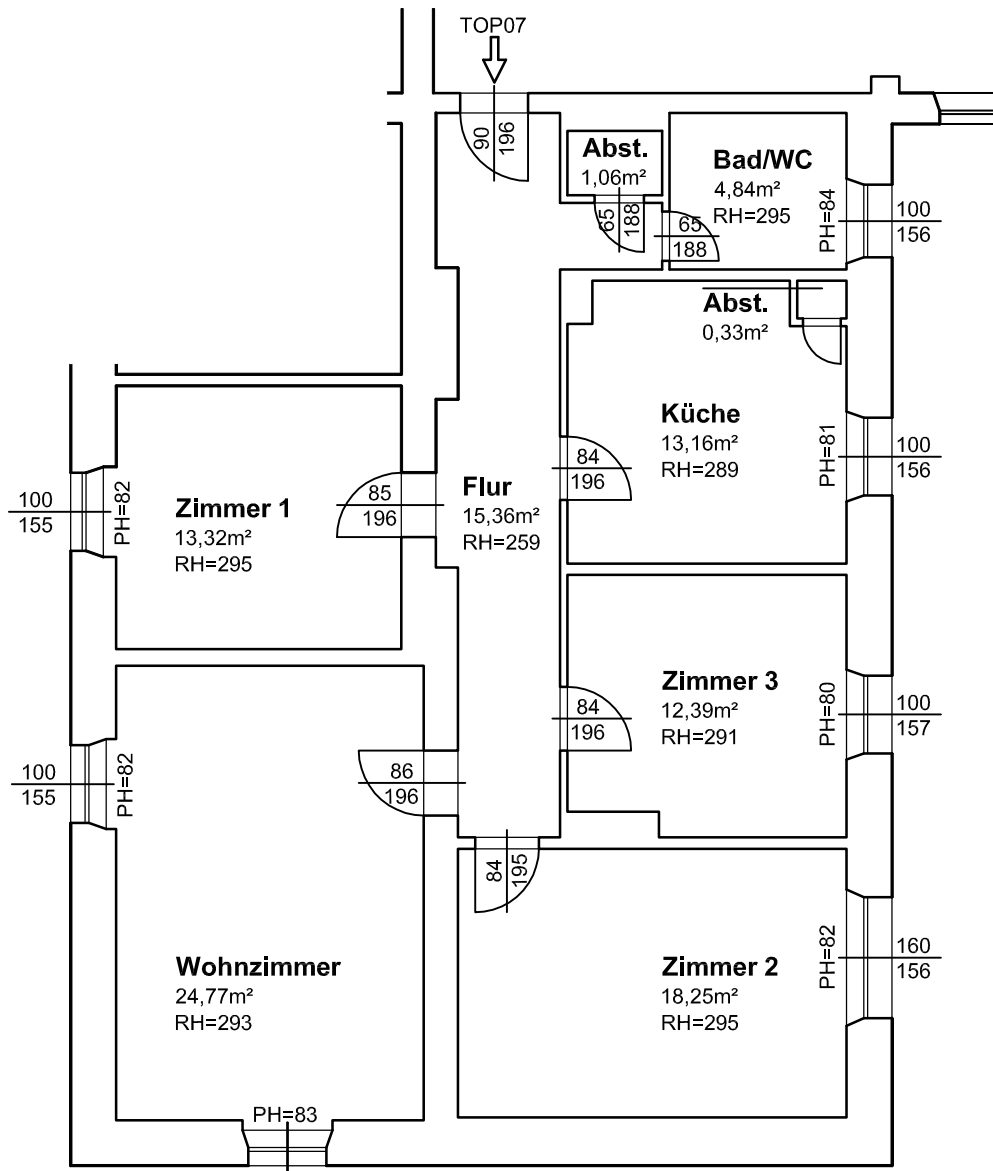 TOP07
90
196
Abst.
1,06m²
65
188
Bad/WC
4,84m²
RH=295
65
188
PH=84
100
156
Abst.
0,33m²
Küche
13,16m²
RH=289
84
196
PH=81
100
156
Flur
15,36m²
RH=259
85
196
Zimmer 1
13,32m²
RH=295
PH=82
100
155
Zimmer 3
12,39m²
RH=291
84
196
PH=80
100
157
86
196
PH=82
100
155
84
195
Wohnzimmer
24,77m²
RH=293
Zimmer 2
18,25m²
RH=295
PH=82
160
156
PH=83